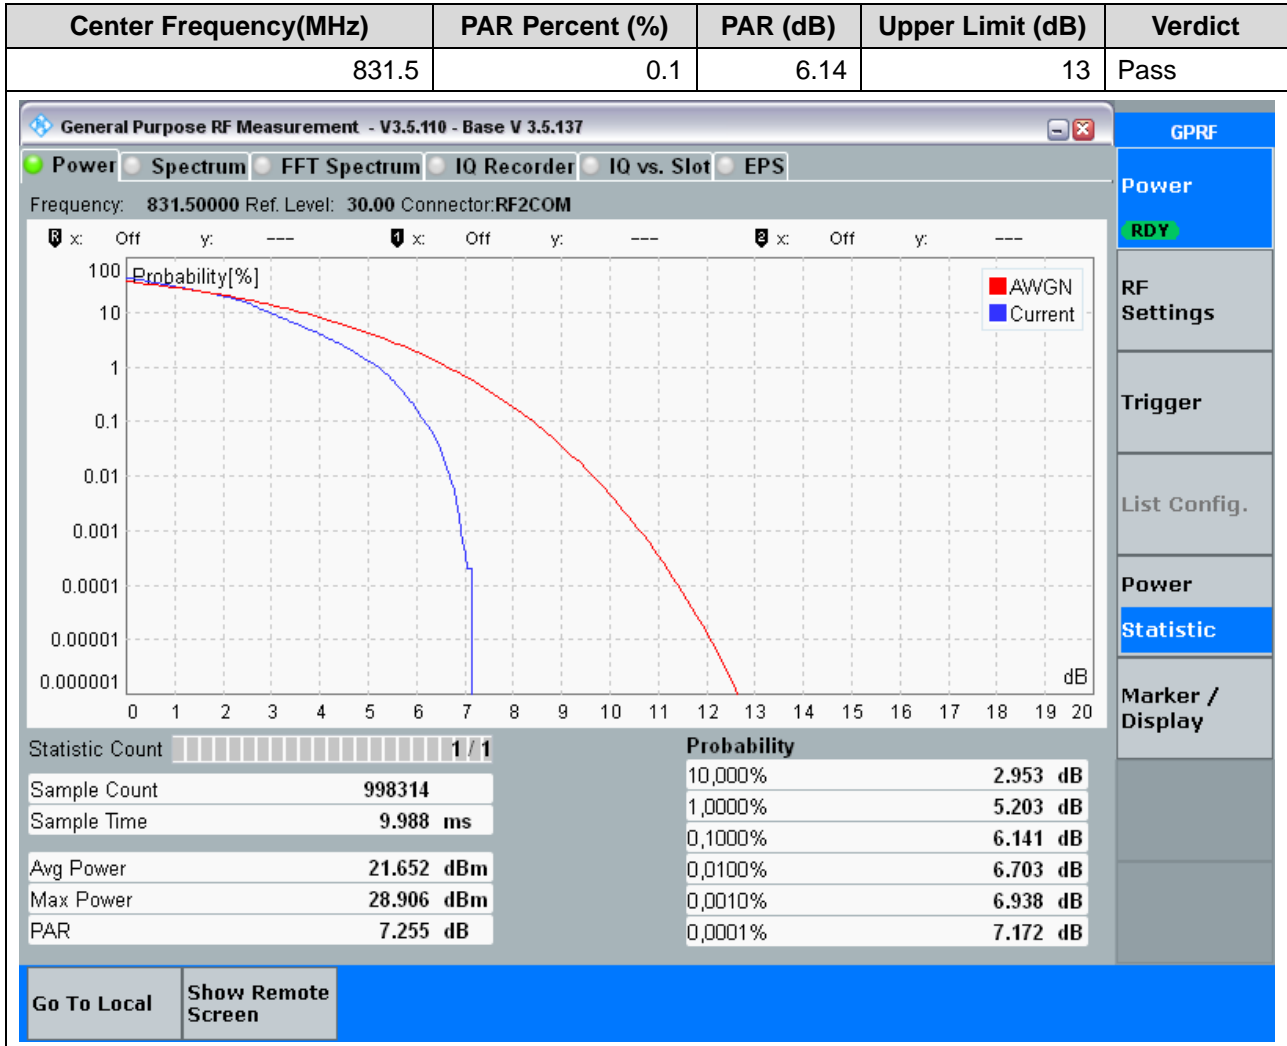 Center Frequency(MHz) PAR Percent (%) PAR (dB) Upper Limit (dB) Verdict
831.5 0.1 6.14 13 Pass
General Purpose RF Measurement - V3.5.110 - Base V 3.5.137
GPRF
Power Spectrum FFT Spectrum IQ Recorder IQ vs. Slot EPS
Frequency: 831.50000 Ref. Level: 30.00 Connector:RF2COM
R x: Off y: --- 1 x: Off y: --- 2 x: Off y: ---
Probability[%]
AWGN
Current
100
10
1
0.1
0.01
0.001
0.0001
0.00001
0.000001
dB
0 1 2 3 4 5 6 7 8 9 10 11 12 13 14 15 16 17 18 19 20
Statistic Count 1 / 1
Sample Count 998314
Sample Time 9.988 ms
Avg Power 21.652 dBm
Max Power 28.906 dBm
PAR 7.255 dB
Probability
10,000% 2.953 dB
1,0000% 5.203 dB
0,1000% 6.141 dB
0,0100% 6.703 dB
0,0010% 6.938 dB
0,0001% 7.172 dB
Power
RDY
RF
Settings
Trigger
List Config.
Power
Statistic
Marker /
Display
Go To Local
Show Remote
Screen